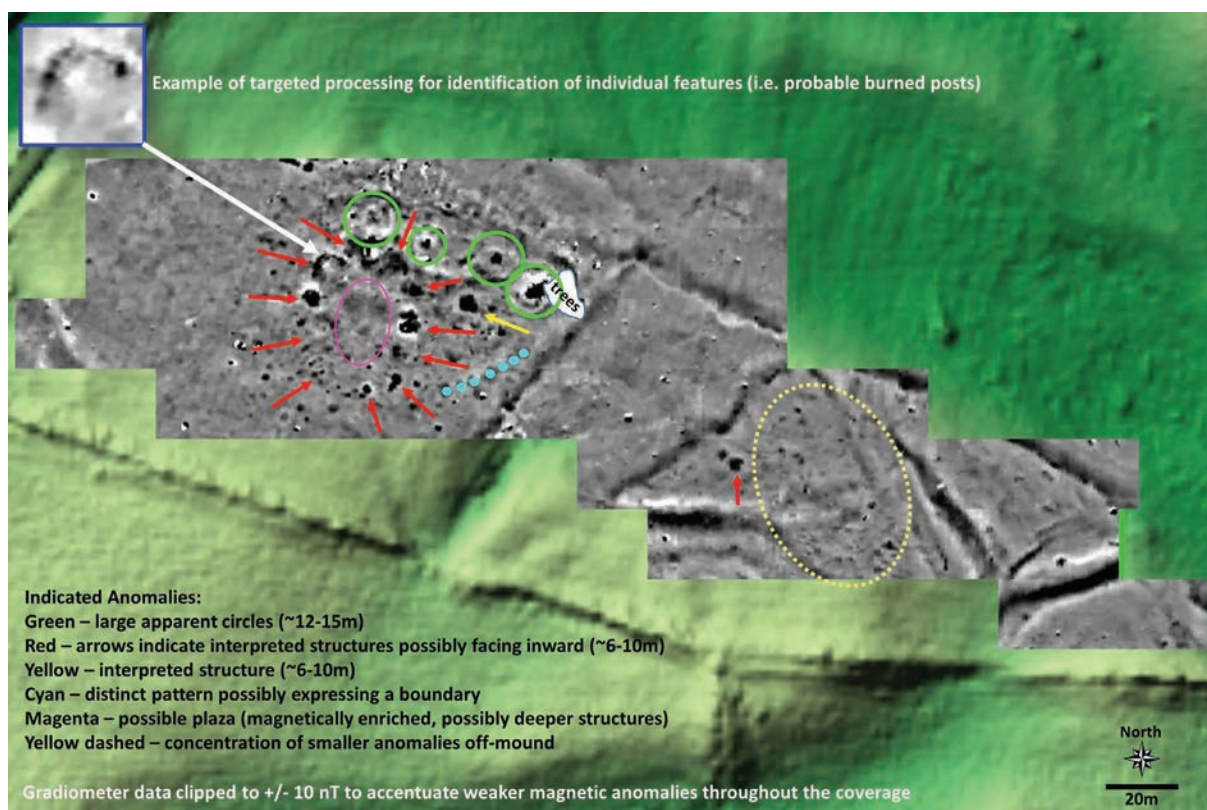 Example of targeted processing for identification of individual features (i.e. probable burned posts)
trees
Indicated Anomalies:
Green – large apparent circles (~12-15m)
Red – arrows indicate interpreted structures possibly facing inward (~6-10m)
Yellow – interpreted structure (~6-10m)
Cyan – distinct pattern possibly expressing a boundary
Magenta – possible plaza (magnetically enriched, possibly deeper structures)
Yellow dashed – concentration of smaller anomalies off-mound
North
20m
Gradiometer data clipped to +/- 10 nT to accentuate weaker magnetic anomalies throughout the coverage